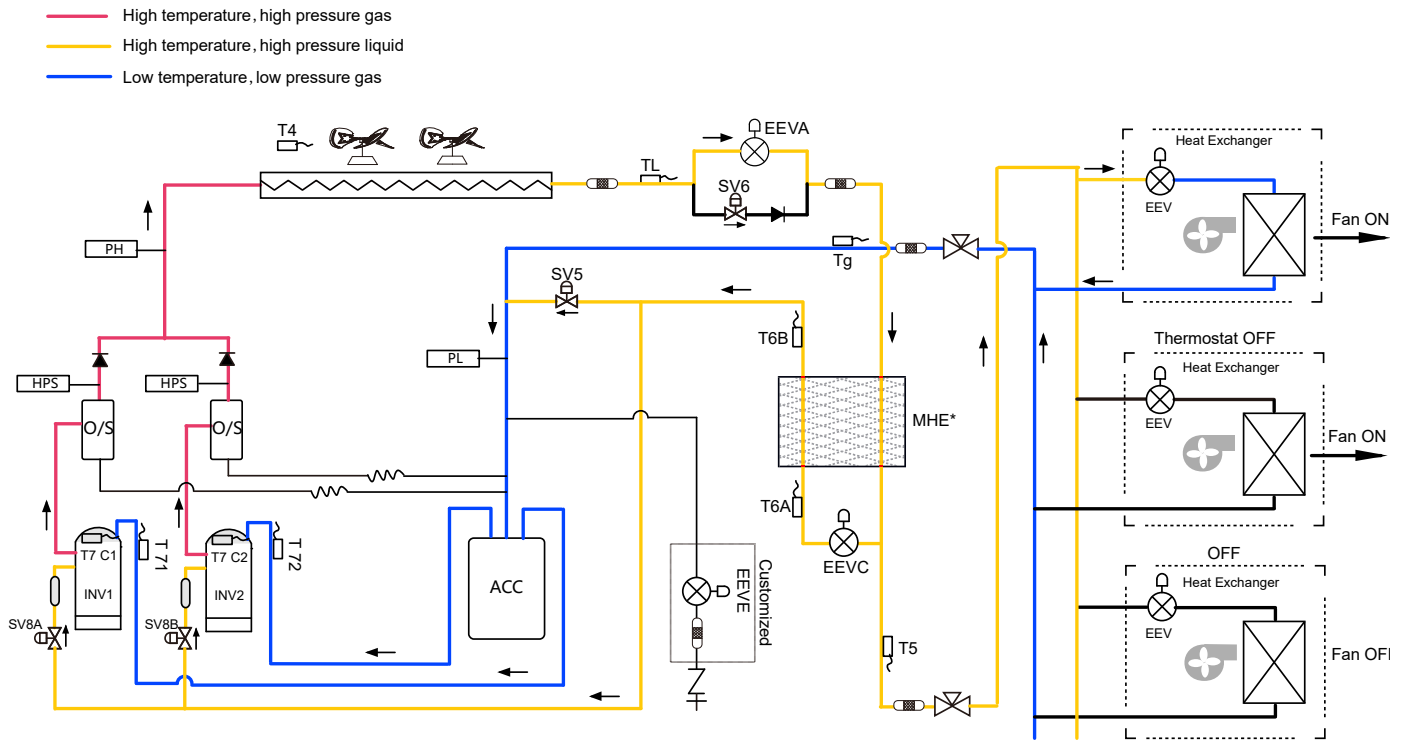 High temperature, high pressure gas
High temperature, high pressure liquid
Low temperature, low pressure gas
T4
TL
EEVA
SV6
PH
Tg
SV5
T6B
PL
HPS
HPS
O/S
O/S
MHE*
T6A
EEVC
T7 C1
INV1
T 71
T7 C2
INV2
T 72
ACC
SV8A
SV8B
Customized
EEVE
T5
Heat Exchanger
EEV
Fan ON
Thermostat OFF
Heat Exchanger
EEV
Fan ON
OFF
Heat Exchanger
EEV
Fan OF